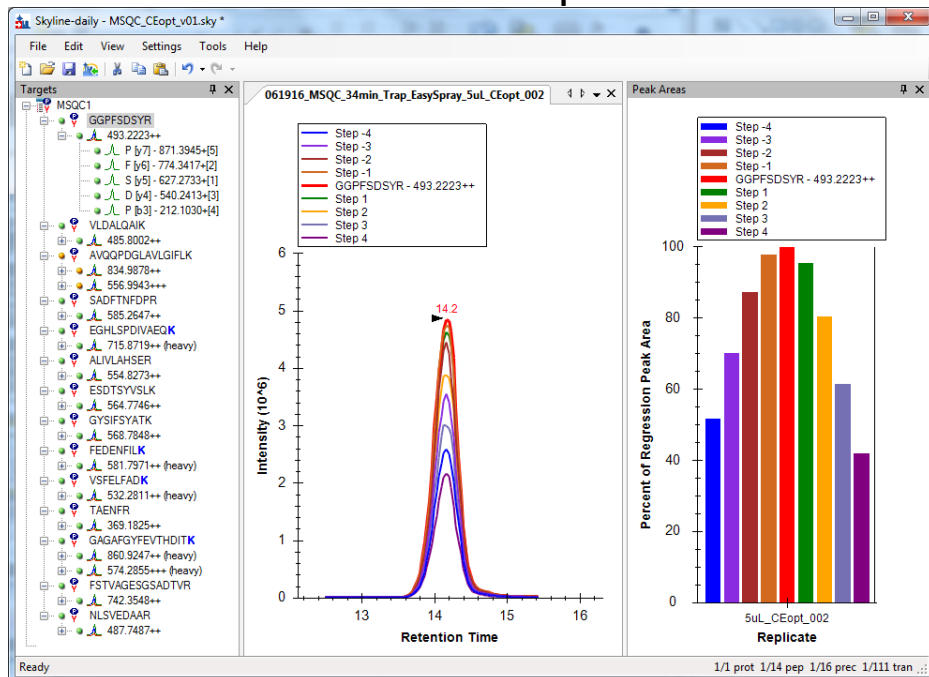 Skyline-daily - MSQC_CEopt_v01.sky *
File Edit View Settings Tools Help
Targets
MSQC1
GGPFSDSYR
493.2223++
P [y7] - 871.3945+[5]
F [y6] - 774.3417+[2]
S [y5] - 627.2733+[1]
D [y4] - 540.2413+[3]
P [b3] - 212.1030+[4]
VLDALQAIK
485.8002++
AVQQPDGLAVLGIFLK
834.9878++
556.9943+++
SADFTNFDPR
585.2647++
EGHLSPDIVAEQK
715.8719++ (heavy)
ALIVLAHSER
554.8273++
ESDTSYVSLK
564.7746++
GYSIFSYATK
568.7848++
FEDENFILK
581.7971++ (heavy)
VSFELFADK
532.2811++ (heavy)
TAENFR
369.1825++
GAGAFGYFEVTHDITK
860.9247++ (heavy)
574.2855+++ (heavy)
FSTVAGESGSADTVR
742.3548++
NLSVEDAAR
487.7487++
061916_MSQC_34min_Trap_EasySpray_5uL_CEopt_002
Step -4
Step -3
Step -2
Step -1
GGPFSDSYR - 493.2223++
Step 1
Step 2
Step 3
Step 4
6
5
4
3
2
1
0
Intensity (10^6)
14.2
13 14 15 16
Retention Time
Peak Areas
Step -4
Step -3
Step -2
Step -1
GGPFSDSYR - 493.2223++
Step 1
Step 2
Step 3
Step 4
100
80
60
40
20
0
Percent of Regression Peak Area
5uL_CEopt_002
Replicate
Ready
1/1 prot 1/14 pep 1/16 prec 1/111 tran